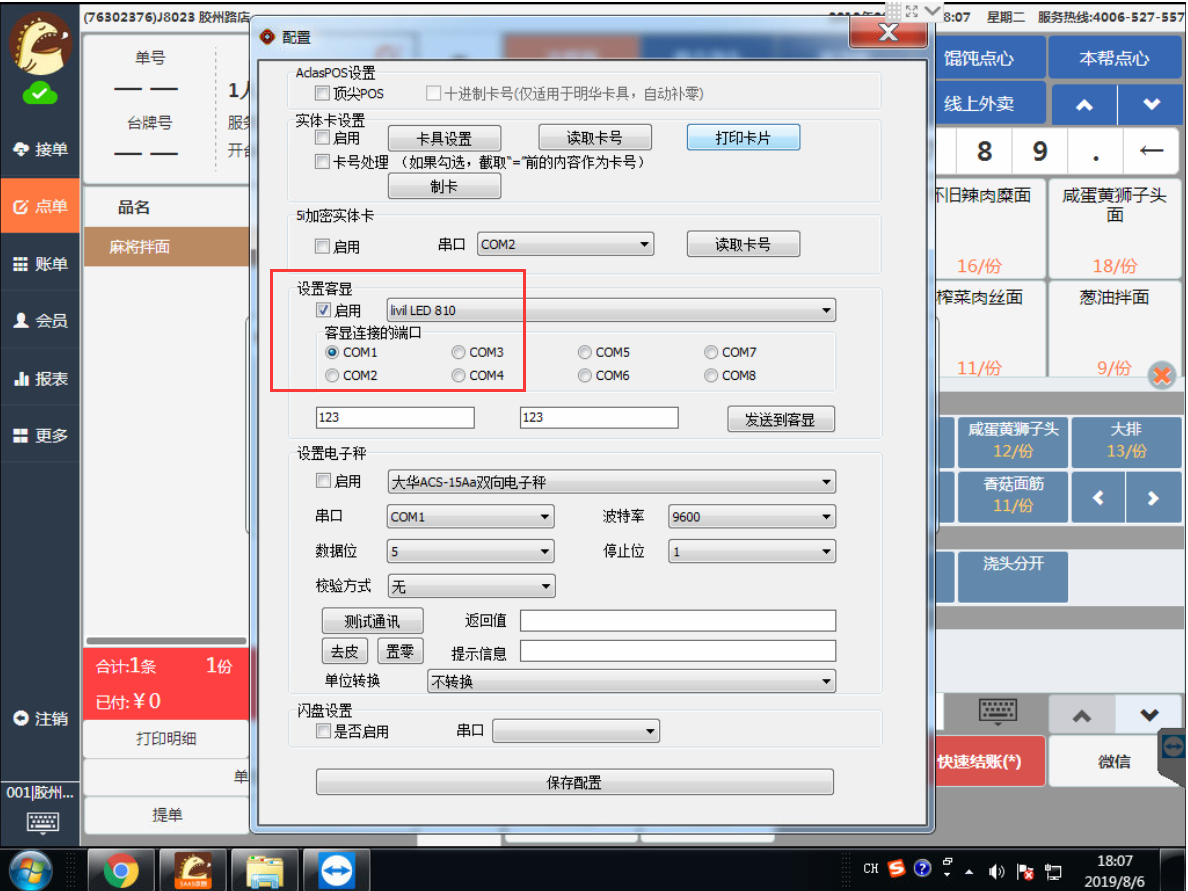 (76302376)J8023 胶州路店
8:07 星期二 服务热线:4006-527-557
配置
单号
— —
台牌号
— —
1人
接单
点单
账单
会员
报表
更多
注销
001|胶州...
品名
麻将拌面
合计:1条 1份
已付:￥0
打印明细
单
提单
AclasPOS设置
顶尖POS 十进制卡号(仅适用于明华卡具，自动补零)
实体卡设置
启用 卡具设置 读取卡号 打印卡片
卡号处理 （如果勾选，截取"="前的内容作为卡号）
制卡
5i加密实体卡
启用 串口 COM2 读取卡号
设置客显
启用 livil LED 810
客显连接的端口
COM1 COM3 COM5 COM7
COM2 COM4 COM6 COM8
123 123 发送到客显
设置电子秤
启用 大华ACS-15Aa双向电子秤
串口 COM1 波特率 9600
数据位 5 停止位 1
校验方式 无
测试通讯 返回值
去皮 置零 提示信息
单位转换 不转换
闪盘设置
是否启用 串口
保存配置
馄饨点心 本帮点心
线上外卖
8 9 . ←
旧辣肉糜面 咸蛋黄狮子头面
16/份 18/份
榨菜肉丝面 葱油拌面
11/份 9/份
咸蛋黄狮子头 大排
12/份 13/份
香菇面筋
11/份
浇头分开
快速结账(*) 微信
CH
18:07
2019/8/6